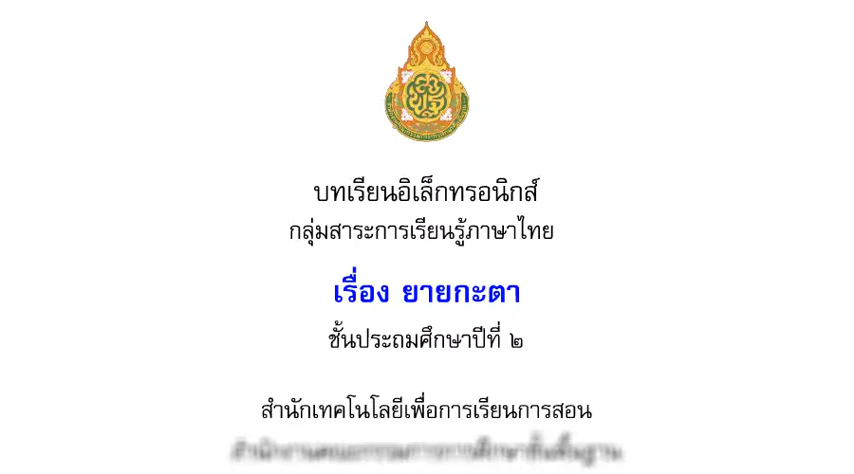 บทเรียนอิเล็กทรอนิกส์
กลุ่มสาระการเรียนรู้ภาษาไทย
เรื่อง ยายกะตา
ชั้นประถมศึกษาปีที่ ๒
สำนักเทคโนโลยีเพื่อการเรียนการสอน